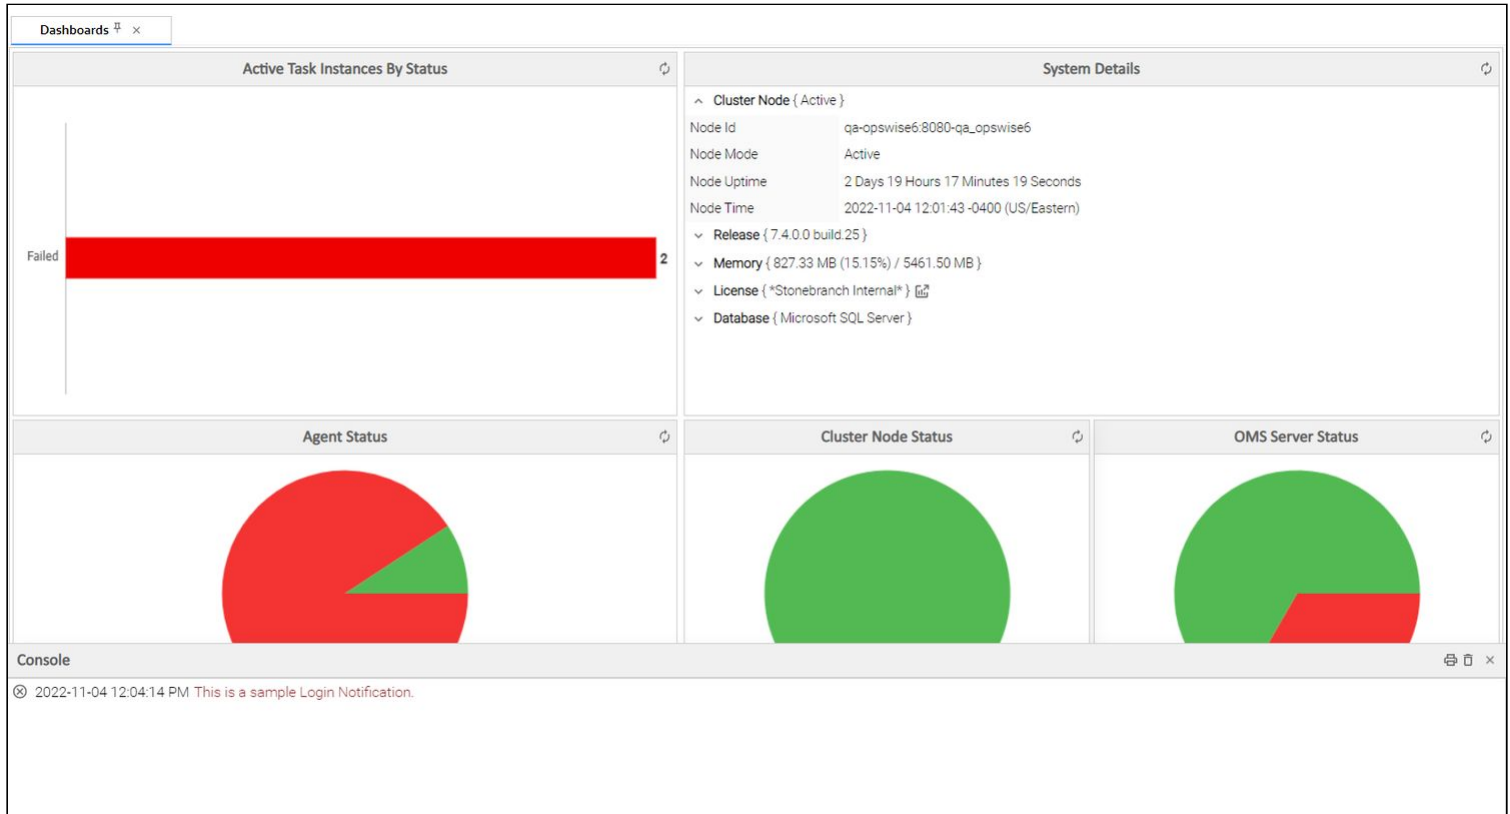 Dashboards
Active Task Instances By Status
Failed
2
System Details
Cluster Node { Active }
Node Id qa-opswise6:8080-qa_opswise6
Node Mode Active
Node Uptime 2 Days 19 Hours 17 Minutes 19 Seconds
Node Time 2022-11-04 12:01:43 -0400 (US/Eastern)
Release { 7.4.0.0 build.25 }
Memory { 827.33 MB (15.15%) / 5461.50 MB }
License { *Stonebranch Internal* }
Database { Microsoft SQL Server }
Agent Status
Cluster Node Status
OMS Server Status
Console
2022-11-04 12:04:14 PM This is a sample Login Notification.